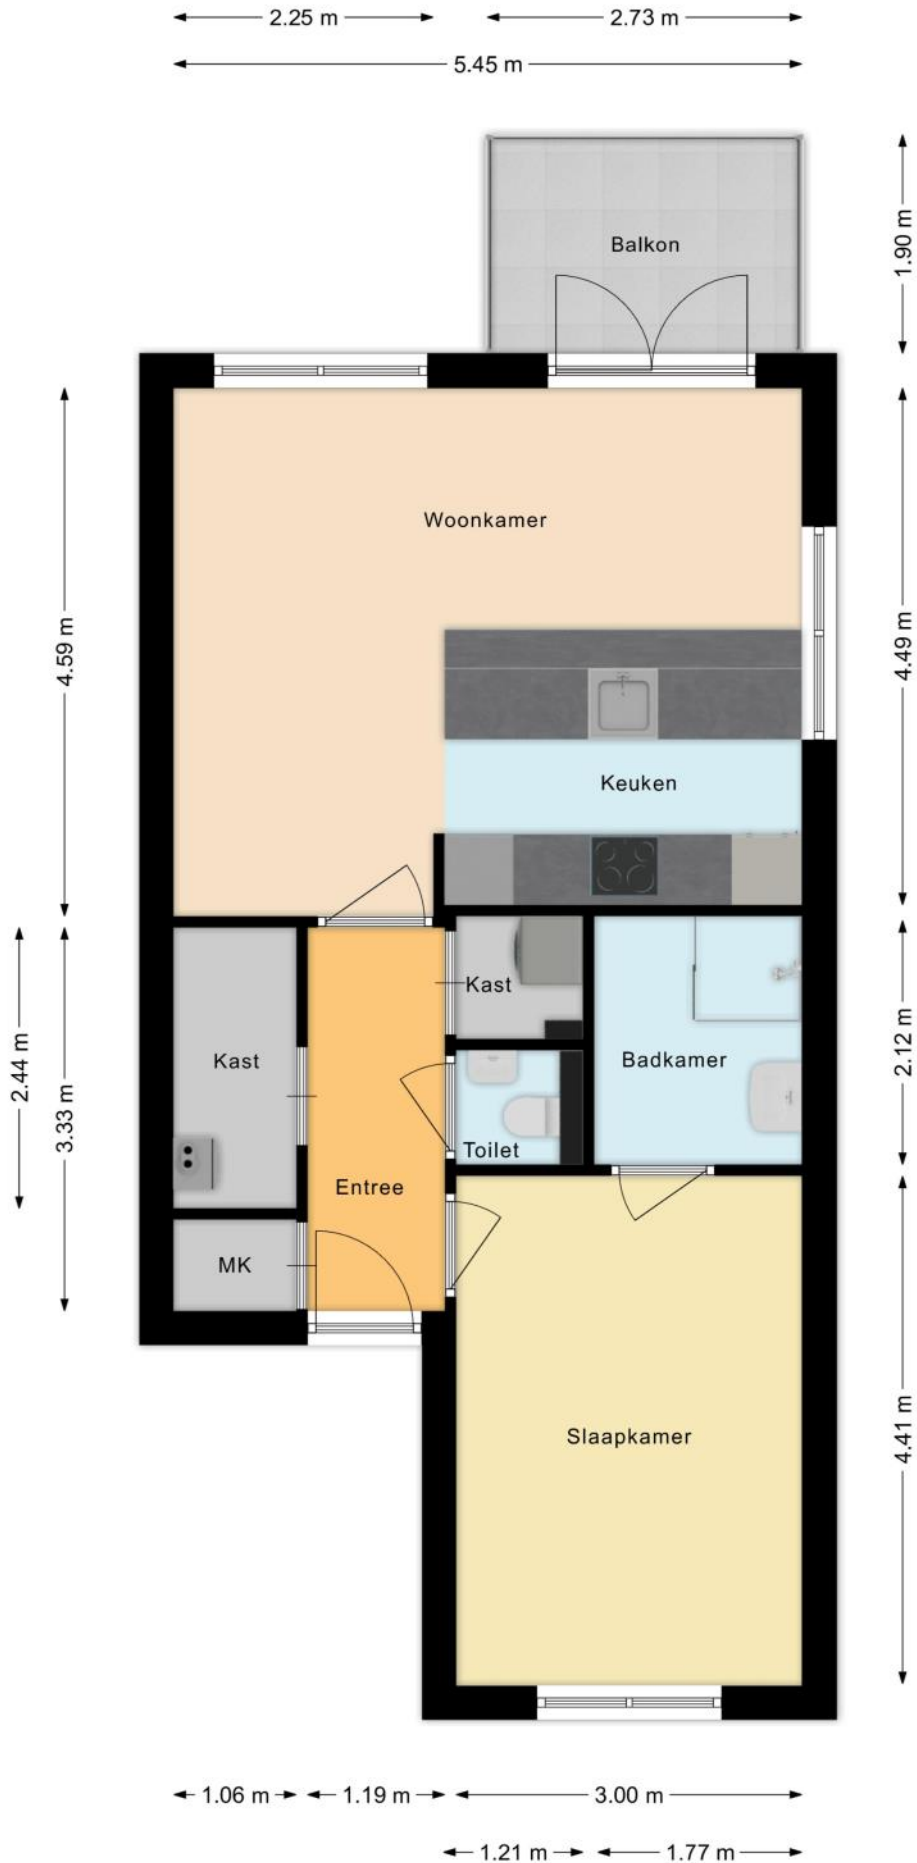 2.25 m
2.73 m
5.45 m
1.90 m
Balkon
Woonkamer
4.59 m
4.49 m
Keuken
Kast
Kast
Badkamer
2.44 m
3.33 m
2.12 m
Toilet
Entree
MK
Slaapkamer
4.41 m
1.06 m
1.19 m
3.00 m
1.21 m
1.77 m